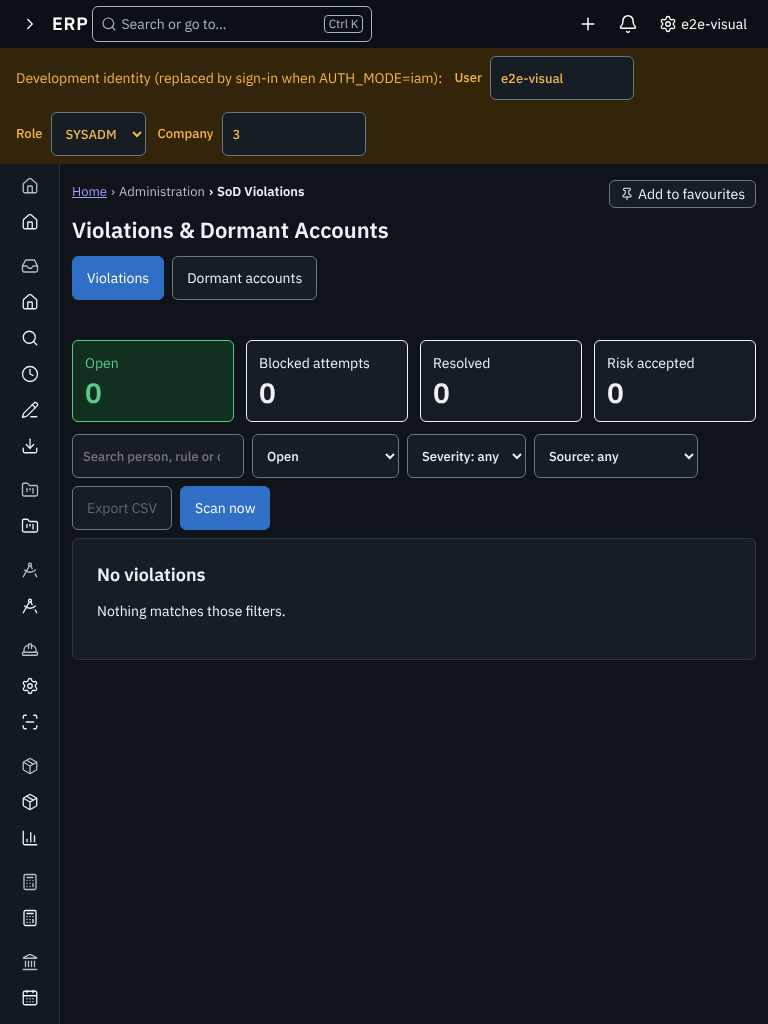 ERP
Search or go to...
Ctrl K
e2e-visual
Development identity (replaced by sign-in when AUTH_MODE=iam):
User
e2e-visual
Role
SYSADM
Company
3
Home › Administration › SoD Violations
Add to favourites
Violations & Dormant Accounts
Violations
Dormant accounts
Open
0
Blocked attempts
0
Resolved
0
Risk accepted
0
Search person, rule or
Open
Severity: any
Source: any
Export CSV
Scan now
No violations
Nothing matches those filters.